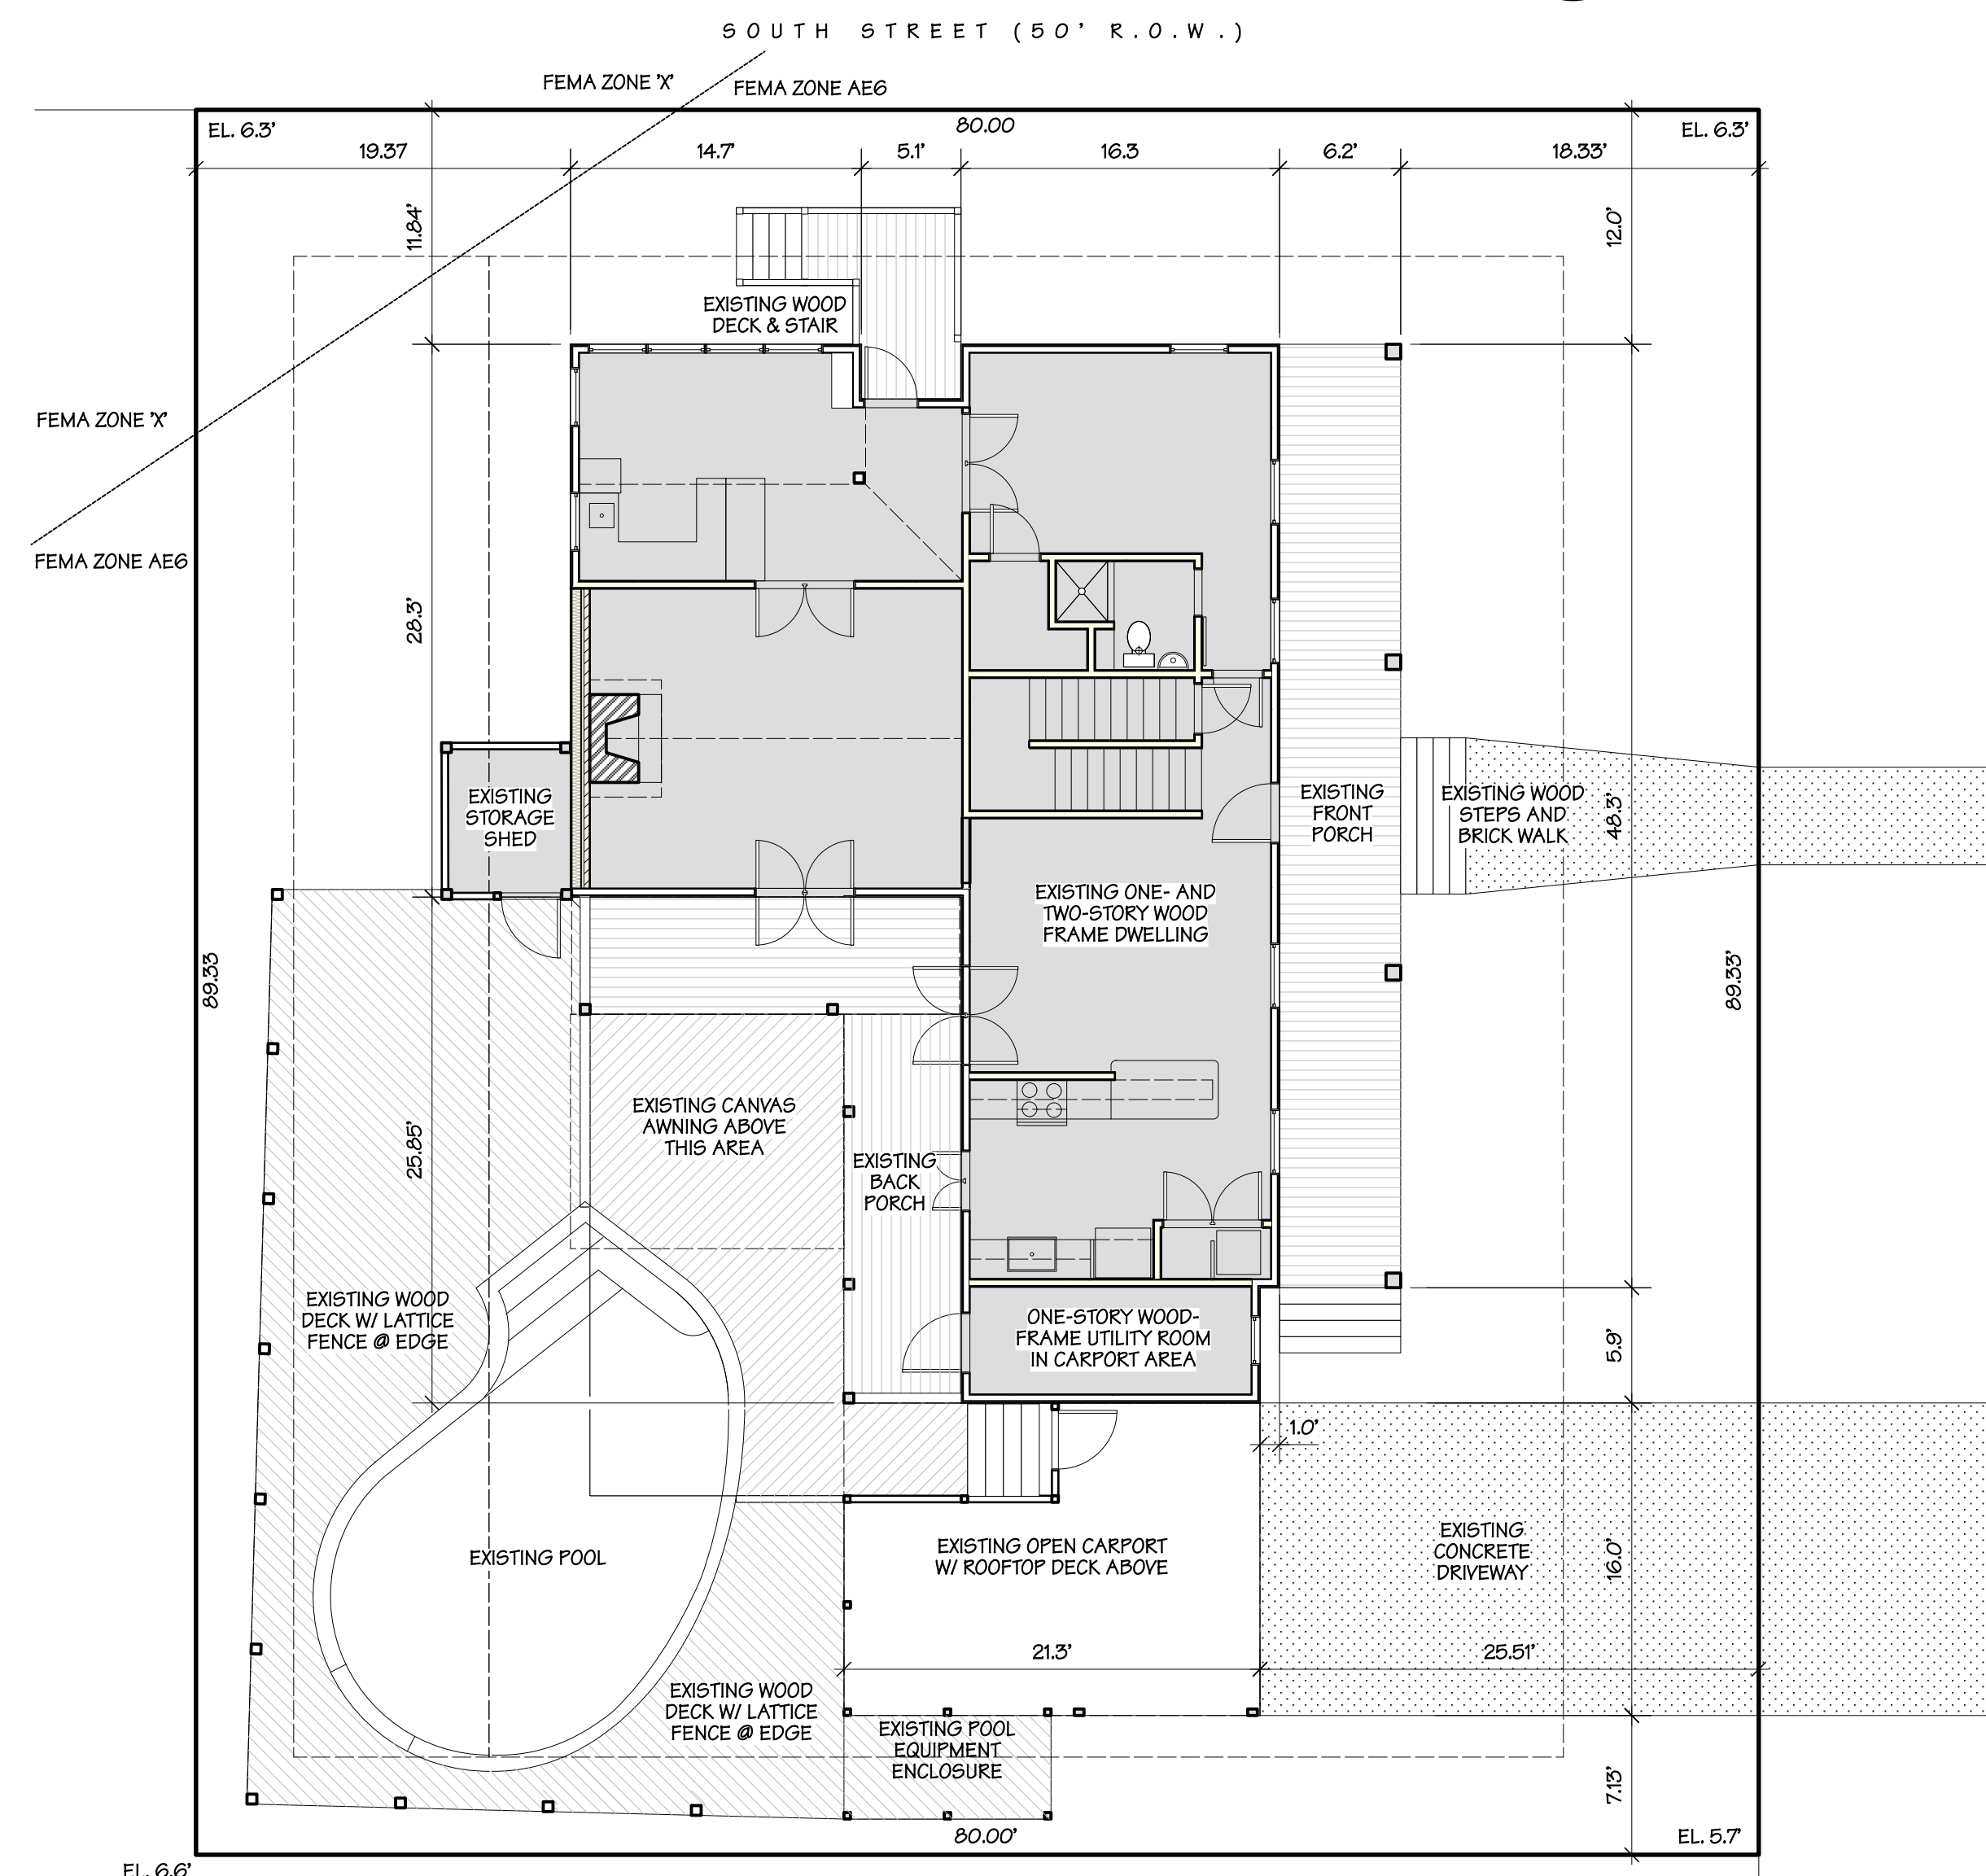 SOUTH STREET (50' R.O.W.)
FEMA ZONE 'X'
FEMA ZONE AE6
EL. 6.3'
80.00
EL. 6.3'
19.37
14.7'
5.1'
16.3
6.2'
18.33'
11.84'
12.0'
EXISTING WOOD
DECK & STAIR
FEMA ZONE 'X'
FEMA ZONE AE6
28.3'
EXISTING
STORAGE
SHED
EXISTING
FRONT
PORCH
EXISTING WOOD
STEPS AND
BRICK WALK
48.3'
EXISTING ONE- AND
TWO-STORY WOOD
FRAME DWELLING
89.33
89.33'
EXISTING CANVAS
AWNING ABOVE
THIS AREA
25.85'
EXISTING
BACK
PORCH
EXISTING WOOD
DECK W/ LATTICE
FENCE @ EDGE
ONE-STORY WOOD-
FRAME UTILITY ROOM
IN CARPORT AREA
5.9'
1.0'
EXISTING POOL
EXISTING OPEN CARPORT
W/ ROOFTOP DECK ABOVE
EXISTING
CONCRETE
DRIVEWAY
16.0'
21.3'
25.51'
EXISTING WOOD
DECK W/ LATTICE
FENCE @ EDGE
EXISTING POOL
EQUIPMENT
ENCLOSURE
7.13'
80.00'
EL. 5.7'
EL. 6.6'